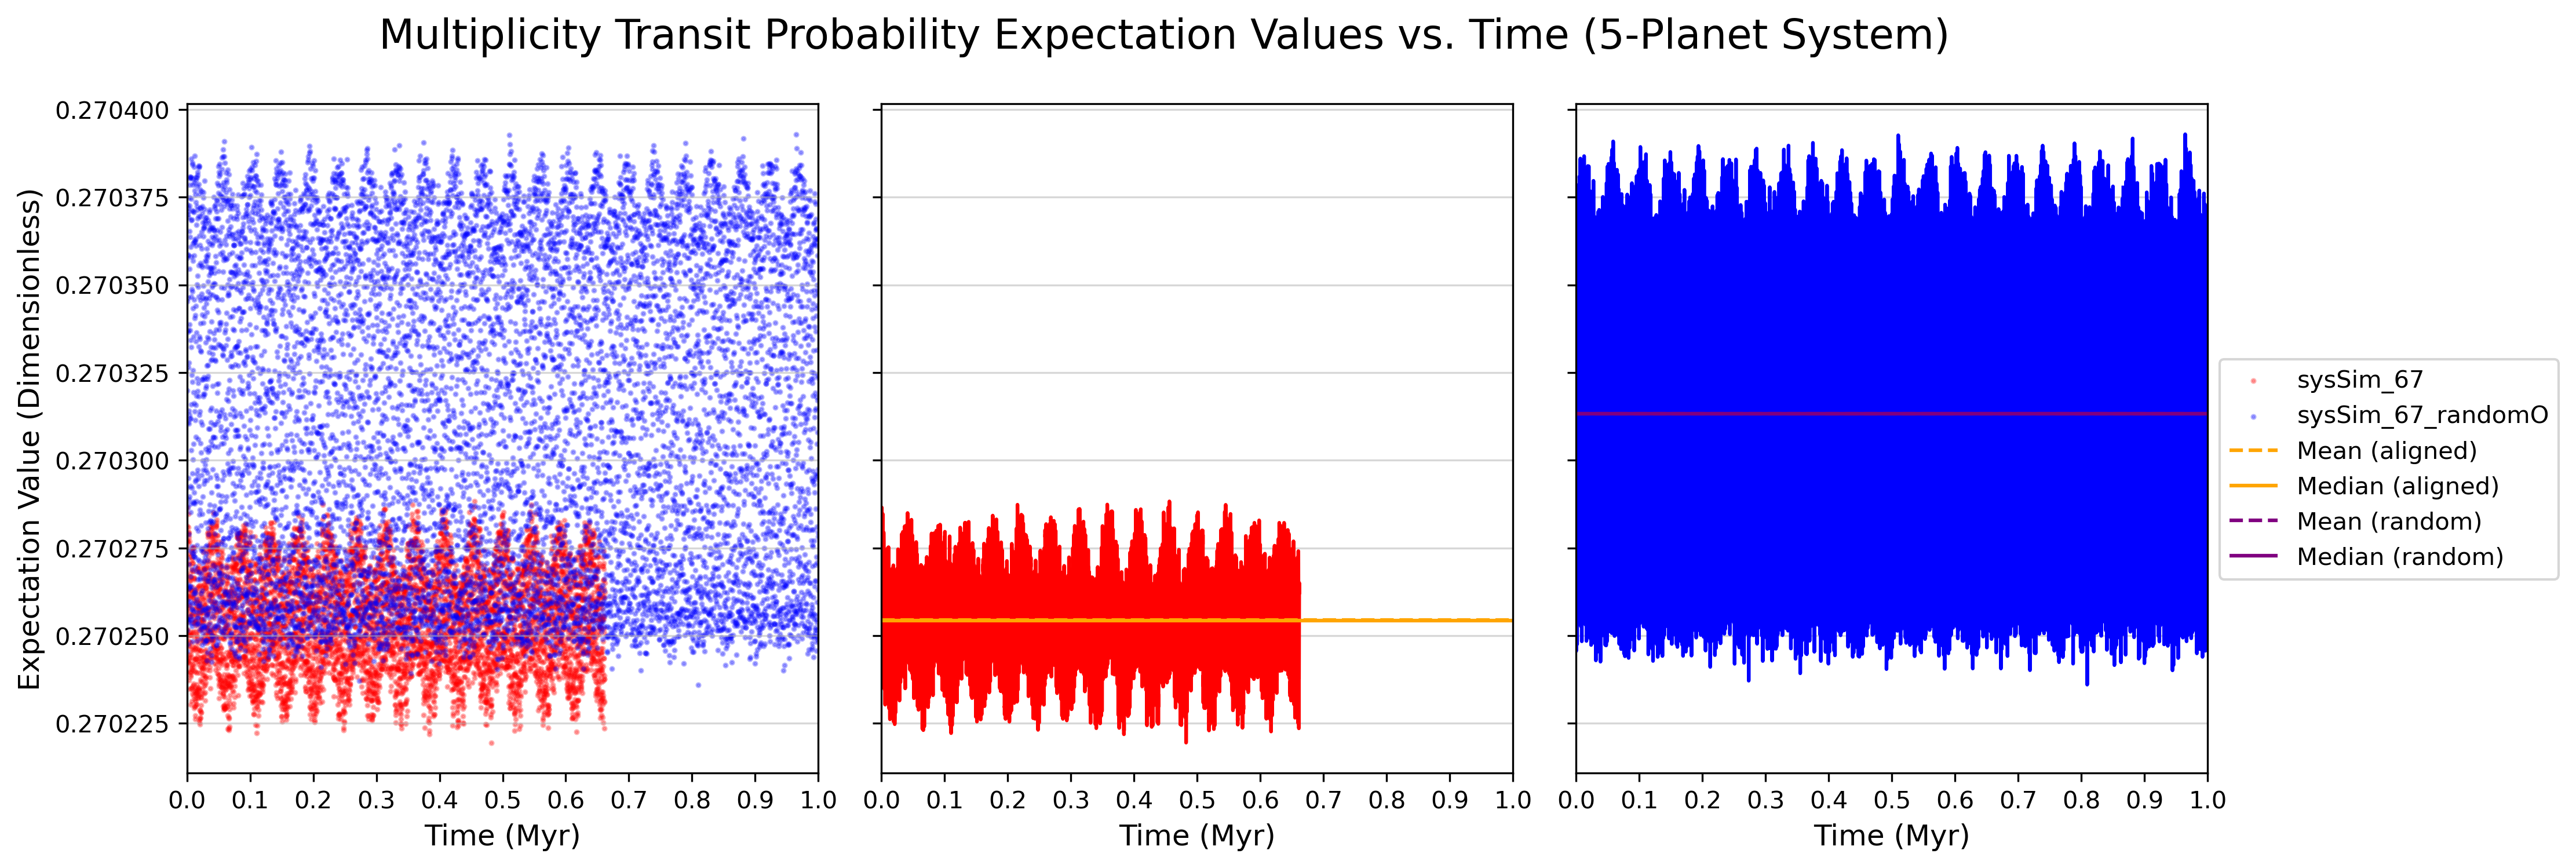 Multiplicity Transit Probability Expectation Values vs. Time (5-Planet System)
Expectation Value (Dimensionless)
0.270400
0.270375
0.270350
0.270325
0.270300
0.270275
0.270250
0.270225
0.0 0.1 0.2 0.3 0.4 0.5 0.6 0.7 0.8 0.9 1.0
Time (Myr)
0.0 0.1 0.2 0.3 0.4 0.5 0.6 0.7 0.8 0.9 1.0
Time (Myr)
0.0 0.1 0.2 0.3 0.4 0.5 0.6 0.7 0.8 0.9 1.0
Time (Myr)
sysSim_67
sysSim_67_randomO
Mean (aligned)
Median (aligned)
Mean (random)
Median (random)